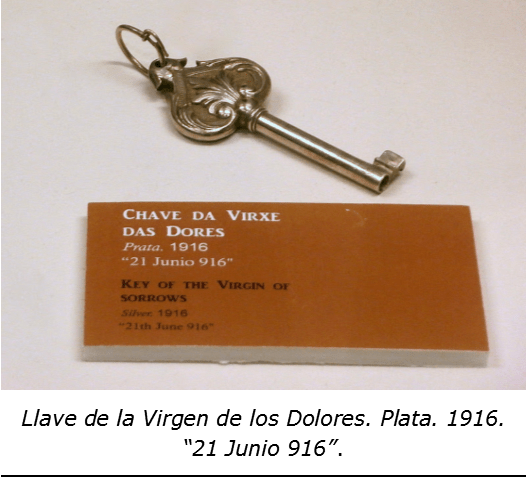 CHAVE DA VIRXE
DAS DORES
Prata. 1916
“21 Junio 916"
KEY OF THE VIRGIN OF
SORROWS
Silver. 1916
“21th June 916"
Llave de la Virgen de los Dolores. Plata. 1916.
“21 Junio 916”.